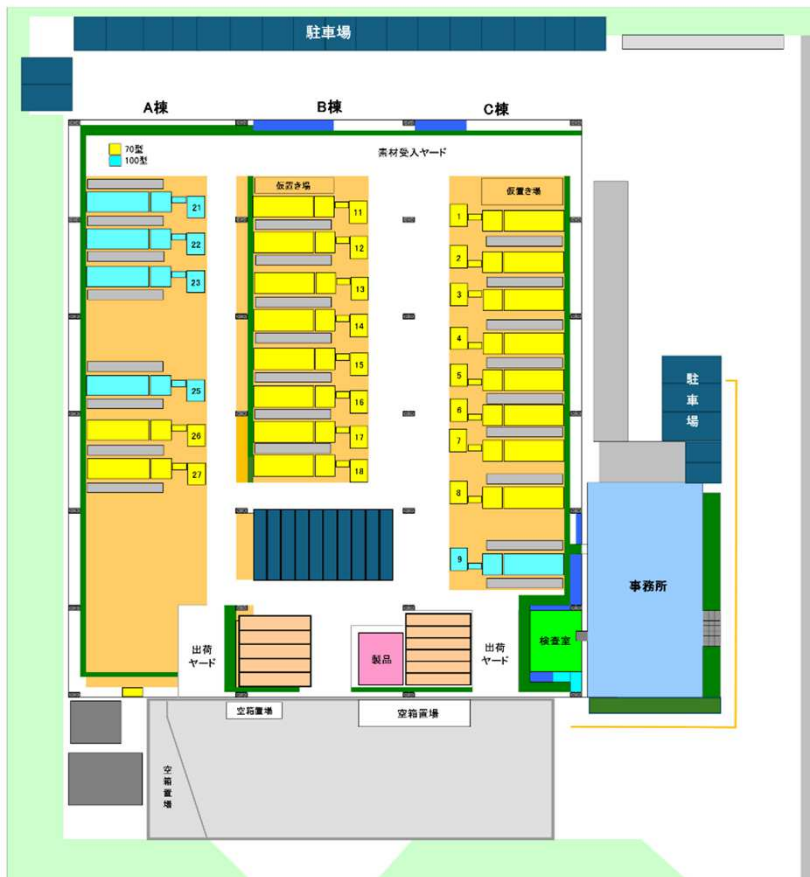 駐車場
A棟
B棟
C棟
70型
100型
素材受入ヤード
仮置き場
仮置き場
21
22
23
25
26
27
11
12
13
14
15
16
17
18
1
2
3
4
5
6
7
8
9
駐車場
事務所
検査室
出荷
ヤード
製品
出荷
ヤード
空箱置場
空箱置場
空箱置場